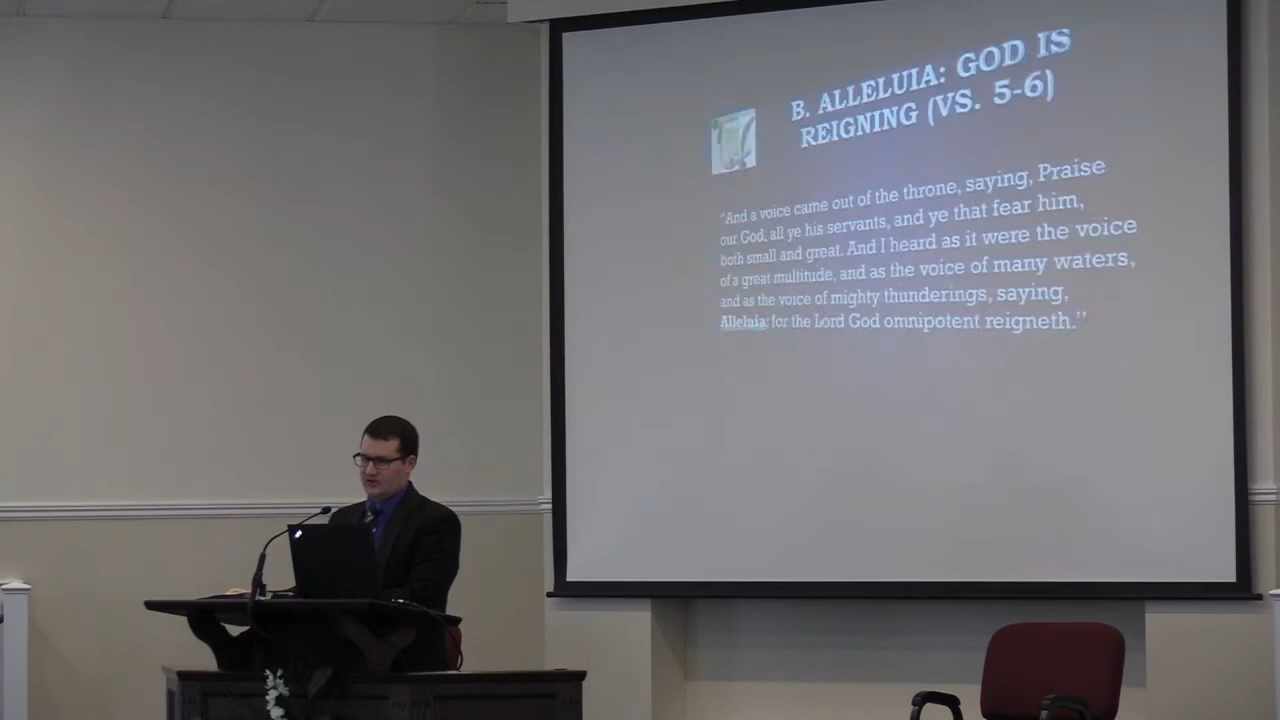 B. ALLELUIA: GOD IS
REIGNING (VS. 5-6)
“And a voice came out of the throne, saying, Praise
our God, all ye his servants, and ye that fear him,
both small and great. And I heard as it were the voice
of a great multitude, and as the voice of many waters,
and as the voice of mighty thunderings, saying,
Alleluia: for the Lord God omnipotent reigneth.”